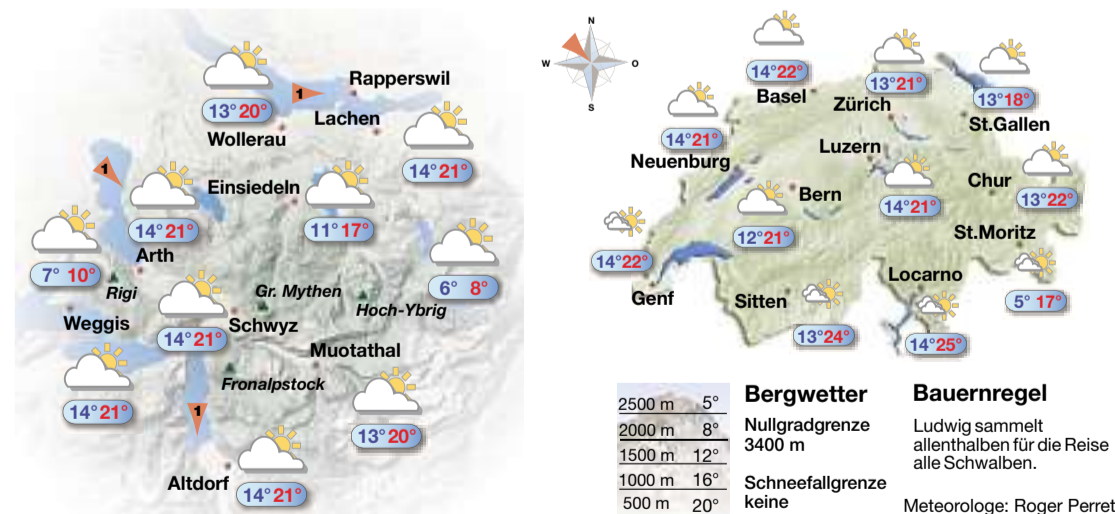 13° 20°
Rapperswil
1
Lachen
Wollerau
14° 21°
1
Einsiedeln
14° 21°
11° 17°
Arth
7° 10°
Rigi
6° 8°
Gr. Mythen
Hoch-Ybrig
Weggis
Schwyz
14° 21°
Muotathal
Fronalpstock
14° 21°
1
13° 20°
Altdorf
14° 21°
N
W
O
S
14° 22°
Basel
13° 21°
Zürich
13° 18°
St.Gallen
14° 21°
Neuenburg
Luzern
14° 21°
Bern
12° 21°
Chur
13° 22°
St.Moritz
5° 17°
14° 22°
Genf
Sitten
13° 24°
Locarno
14° 25°
2500 m 5°
2000 m 8°
1500 m 12°
1000 m 16°
500 m 20°
Bergwetter
Nullgradgrenze
3400 m
Schneefallgrenze
keine
Bauernregel
Ludwig sammelt
allenthalben für die Reise
alle Schwalben.
Meteorologe: Roger Perret